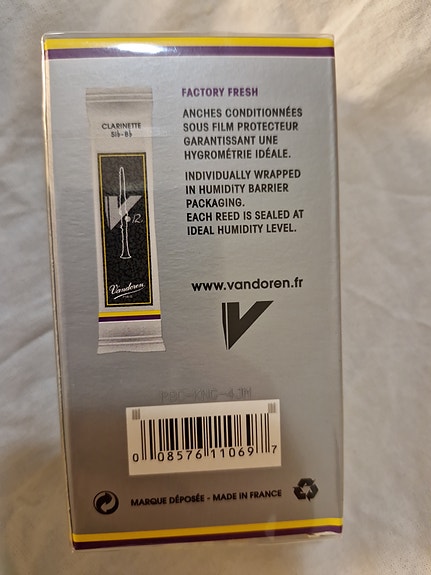 FACTORY FRESH
ANCHES CONDITIONNÉES
SOUS FILM PROTECTEUR
GARANTISSANT UNE
HYGROMÉTRIE IDÉALE.
INDIVIDUALLY WRAPPED
IN HUMIDITY BARRIER
PACKAGING.
EACH REED IS SEALED AT
IDEAL HUMIDITY LEVEL.
CLARINETTE
SI♭-B♭
V12
Vandoren
PARIS
www.vandoren.fr
V
0 08576 11069 7
MARQUE DÉPOSÉE - MADE IN FRANCE